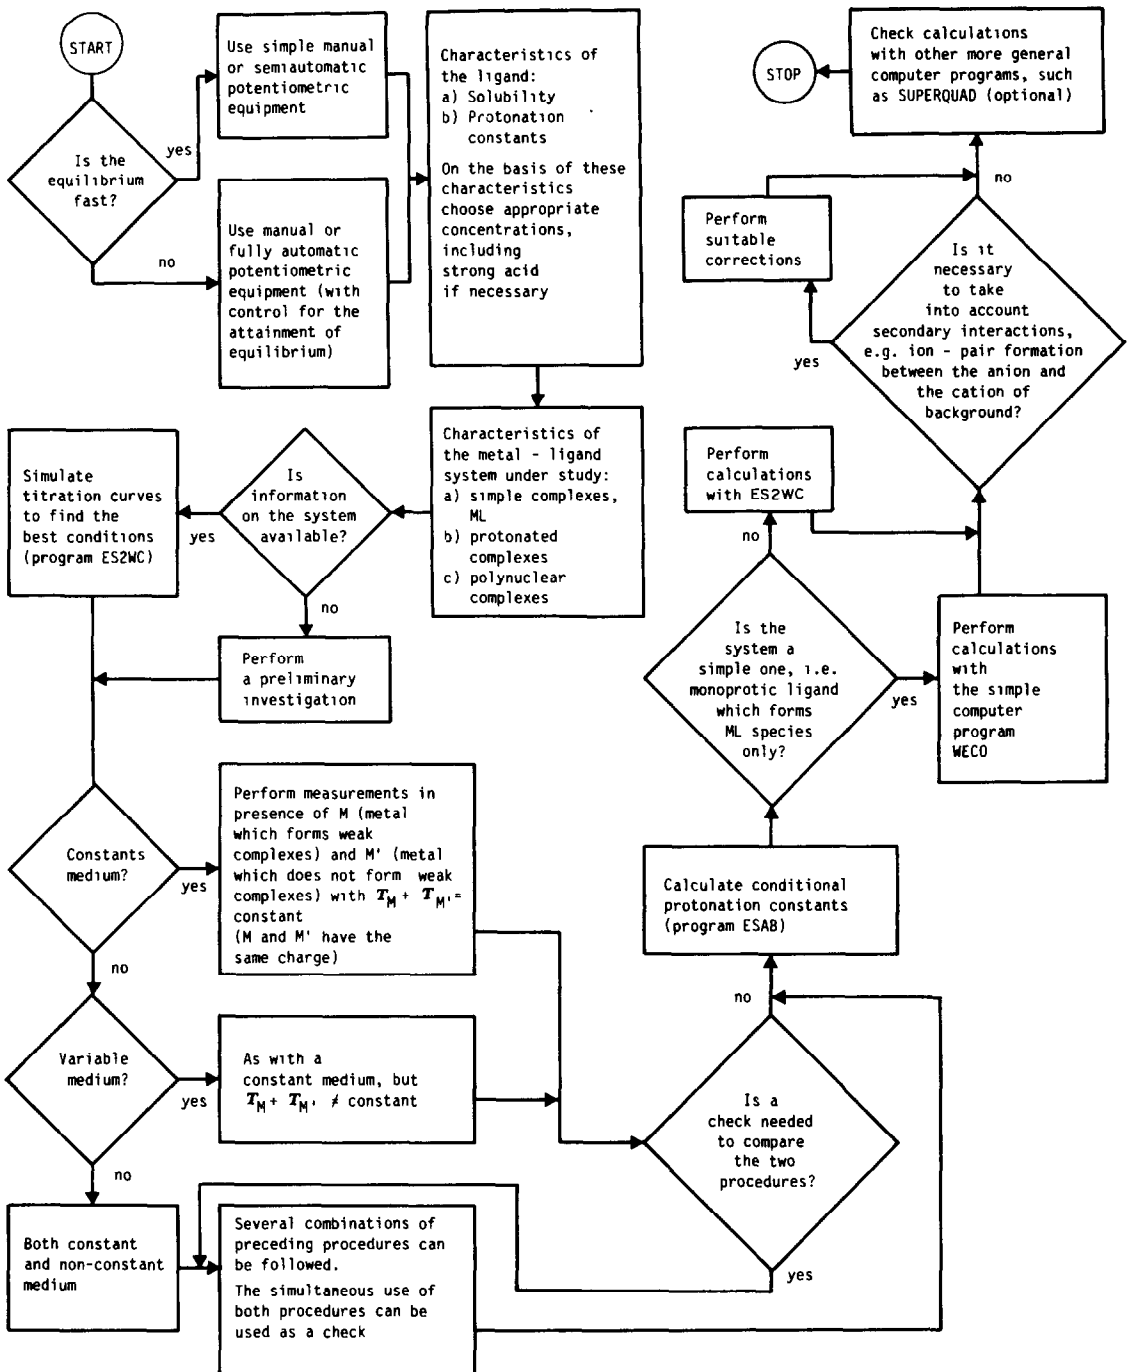 START
Is the
equilibrium
fast?
yes
no
Use simple manual
or semiautomatic
potentiometric
equipment
Use manual or
fully automatic
potentiometric
equipment (with
control for the
attainment of
equilibrium)
Characteristics of
the ligand:
a) Solubility
b) Protonation
constants
On the basis of these
characteristics
choose appropriate
concentrations,
including
strong acid
if necessary
Characteristics of
the metal - ligand
system under study:
a) simple complexes,
ML
b) protonated
complexes
c) polynuclear
complexes
Is
information
on the system
available?
yes
no
Simulate
titration curves
to find the
best conditions
(program ES2WC)
Perform
a preliminary
investigation
Constants
medium?
yes
no
Perform measurements in
presence of M (metal
which forms weak
complexes) and M' (metal
which does not form weak
complexes) with T_M + T_M' =
constant
(M and M' have the
same charge)
Variable
medium?
yes
no
As with a
constant medium, but
T_M + T_M' ≠ constant
Both constant
and non-constant
medium
Several combinations of
preceding procedures can
be followed.
The simultaneous use of
both procedures can be
used as a check
Is a
check needed
to compare
the two
procedures?
yes
no
Calculate conditional
protonation constants
(program ESAB)
Is the
system a
simple one, i.e.
monoprotic ligand
which forms
ML species
only?
yes
no
Perform
calculations
with
the simple
computer
program
WECO
Perform
calculations
with ES2WC
Is it
necessary
to take
into account
secondary interactions,
e.g. ion - pair formation
between the anion and
the cation of
background?
yes
no
Perform
suitable
corrections
Check calculations
with other more general
computer programs, such
as SUPERQUAD (optional)
STOP